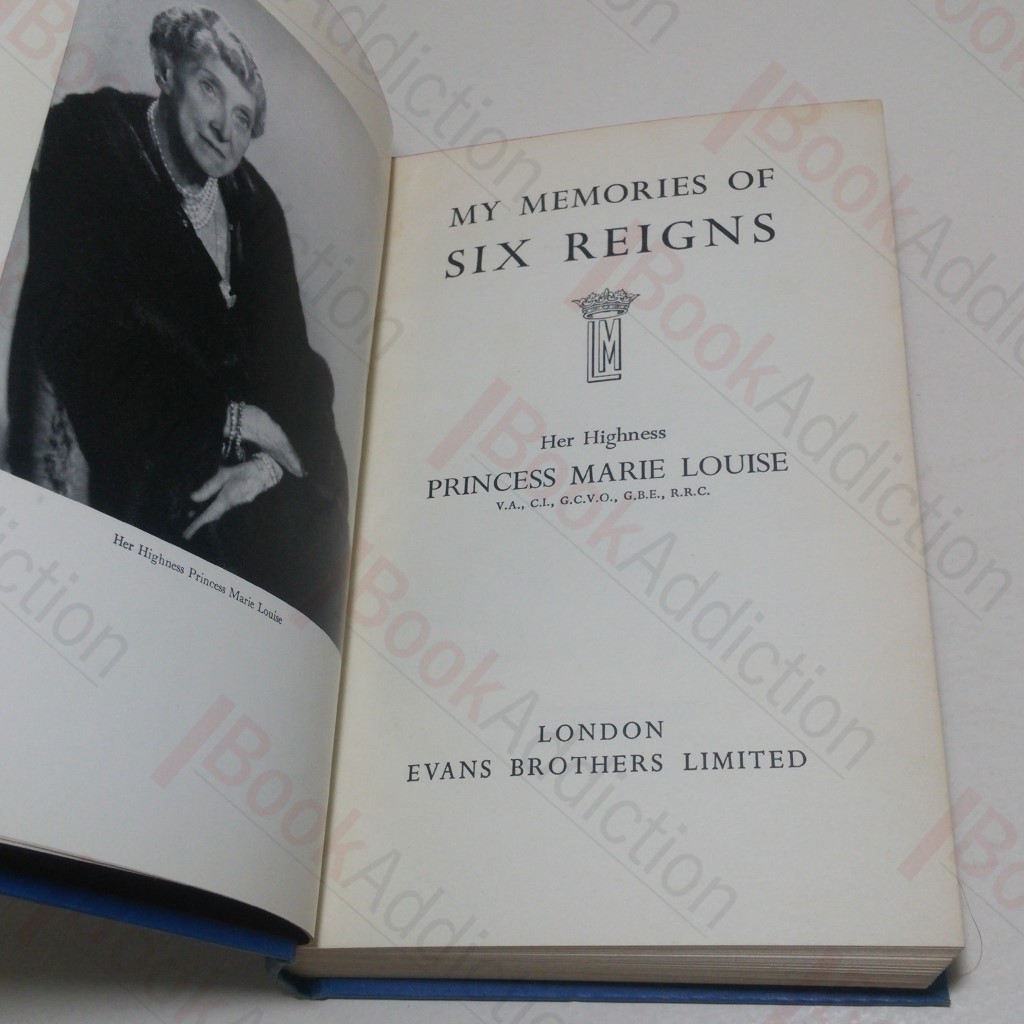 Her Highness Princess Marie Louise
MY MEMORIES OF
SIX REIGNS
LM
Her Highness
PRINCESS MARIE LOUISE
V.A., C.I., G.C.V.O., G.B.E., R.R.C.
LONDON
EVANS BROTHERS LIMITED
BookAddiction